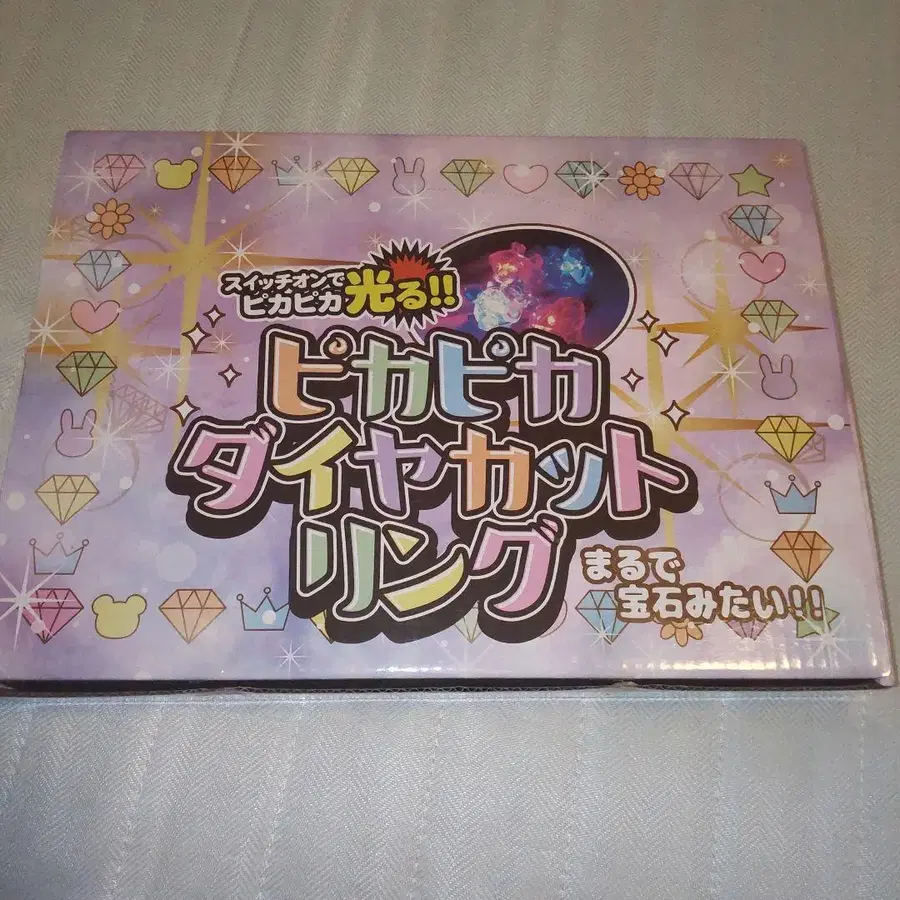 スイッチオンで
ピカピカ光る!!
ピカピカ
ダイヤカット
リング
まるで
宝石みたい!!